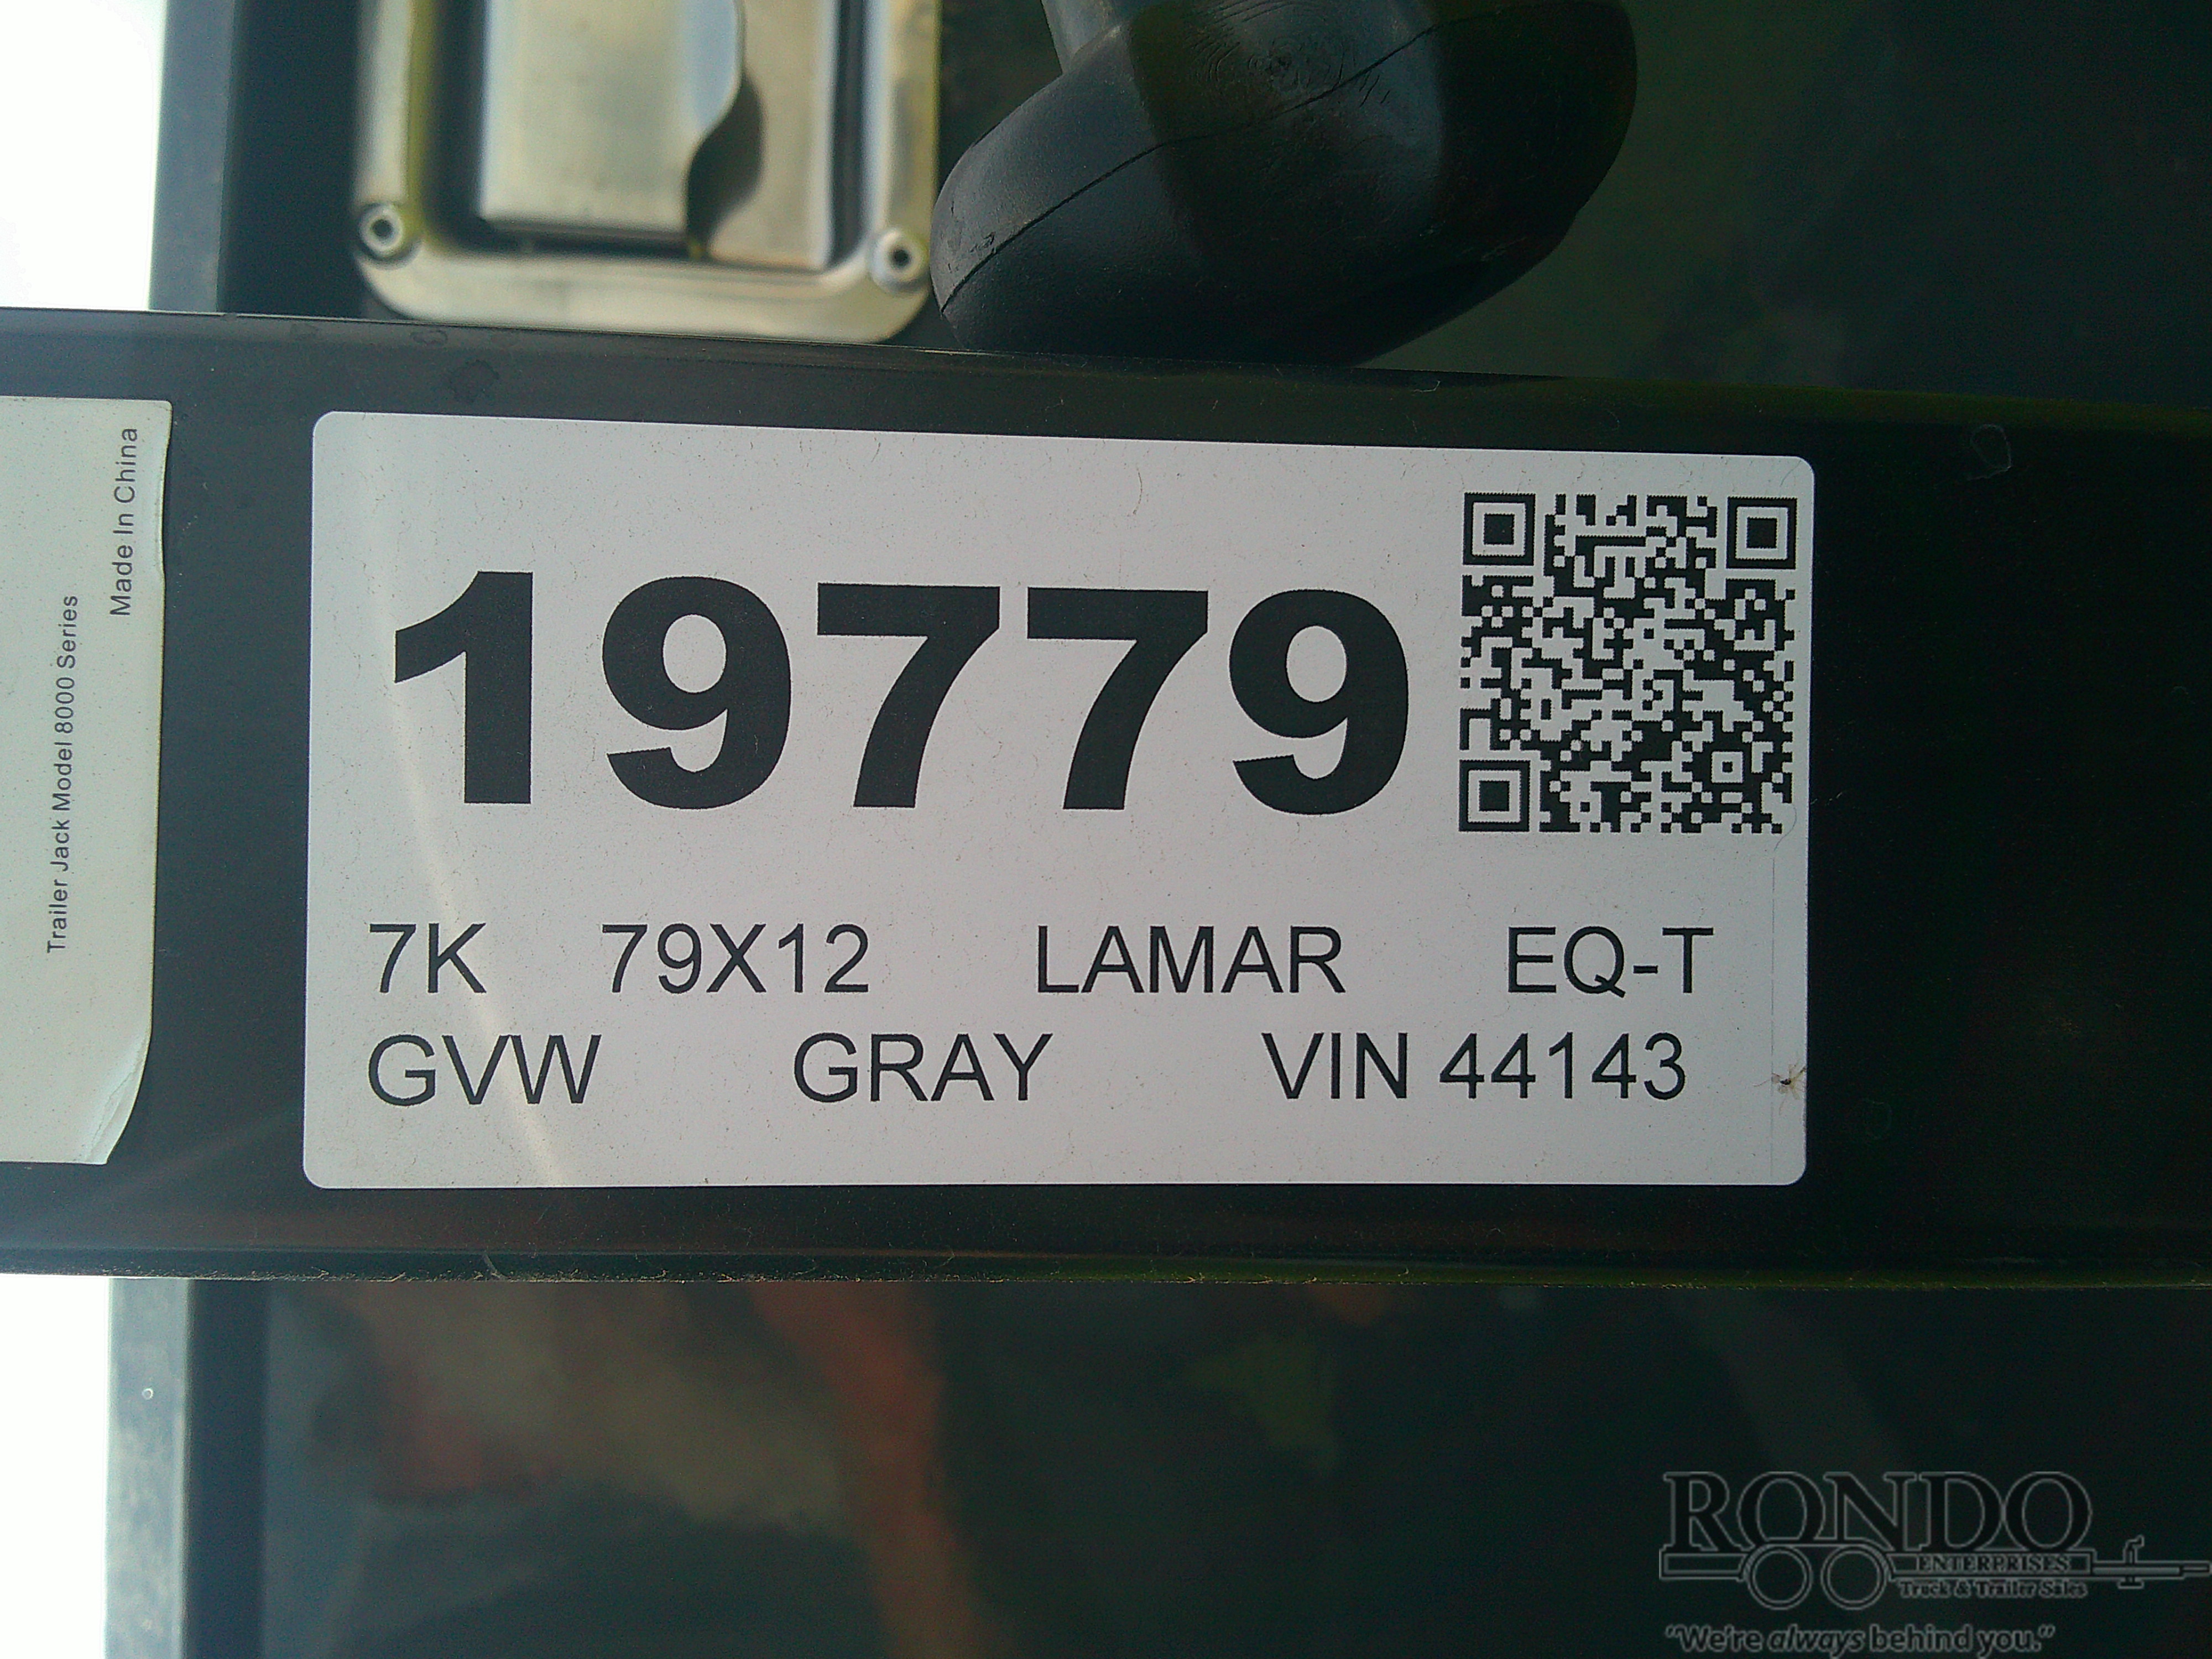 Made In China
Trailer Jack Model 8000 Series
19779
7K 79X12 LAMAR EQ-T
GVW GRAY VIN 44143
RONDO
ENTERPRISES
Truck & Trailer Sales
"We're always behind you."